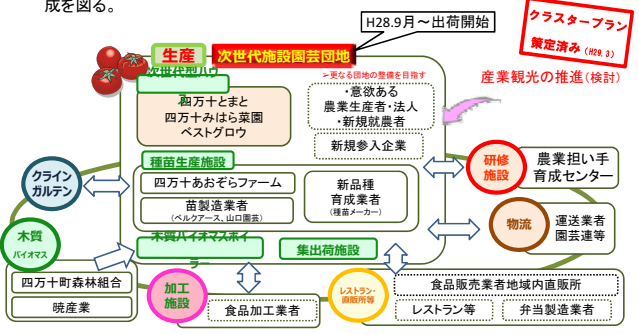 成を図る。
H28.9月～出荷開始
クラスタープラン
策定済み（H29.3）
生産
次世代施設園芸団地
産業観光の推進（検討）
次世代型ハウ
ス
➢更なる団地の整備を目指す
四万十とまと
四万十みはら菜園
ベストグロウ
・意欲ある
農業生産者・法人
・新規就農者
新規参入企業
種苗生産施設
四万十あおぞらファーム
苗製造業者
（ベルクアース、山口園芸）
新品種
育成業者
（種苗メーカー）
研修
施設
農業担い手
育成センター
クライン
ガルテン
物流
運送業者
園芸連等
木質
バイオマス
木質バイオマスボイ
ラー
集出荷施設
四万十町森林組合
暁産業
加工
施設
食品加工業者
レストラン・
直販所等
食品販売業者地域内直販所
レストラン等
弁当製造業者